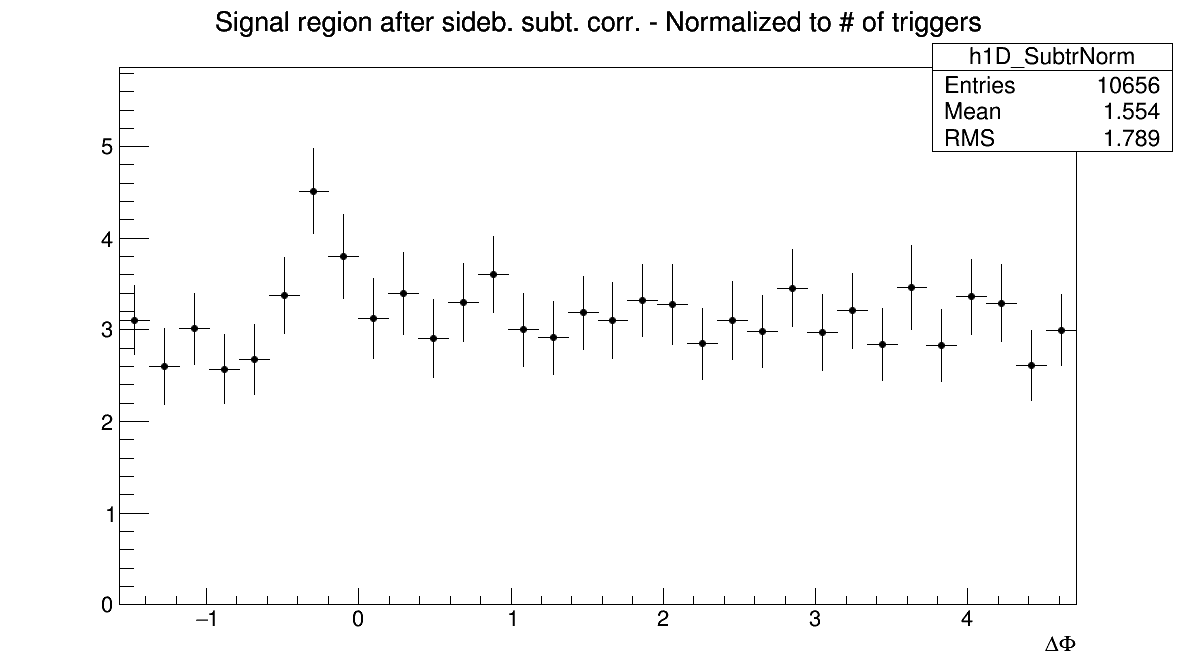 Signal region after sideb. subt. corr. - Normalized to # of triggers
h1D_SubtrNorm
Entries 10656
Mean 1.554
RMS 1.789
5
4
3
2
1
0
−1 0 1 2 3 4
ΔΦ